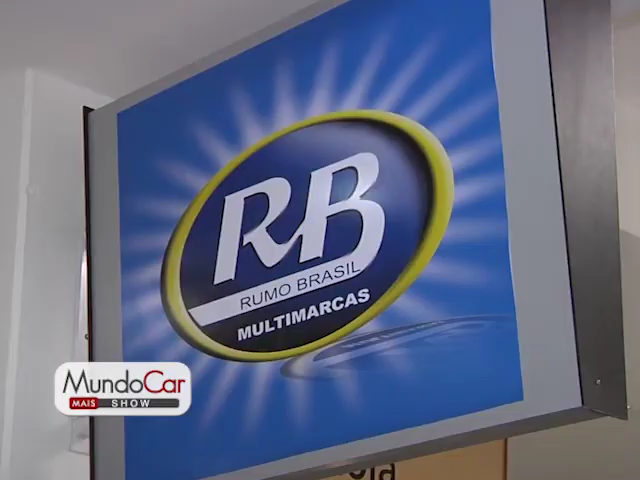 RB
RUMO BRASIL
MULTIMARCAS
MundoCar
MAIS SHOW